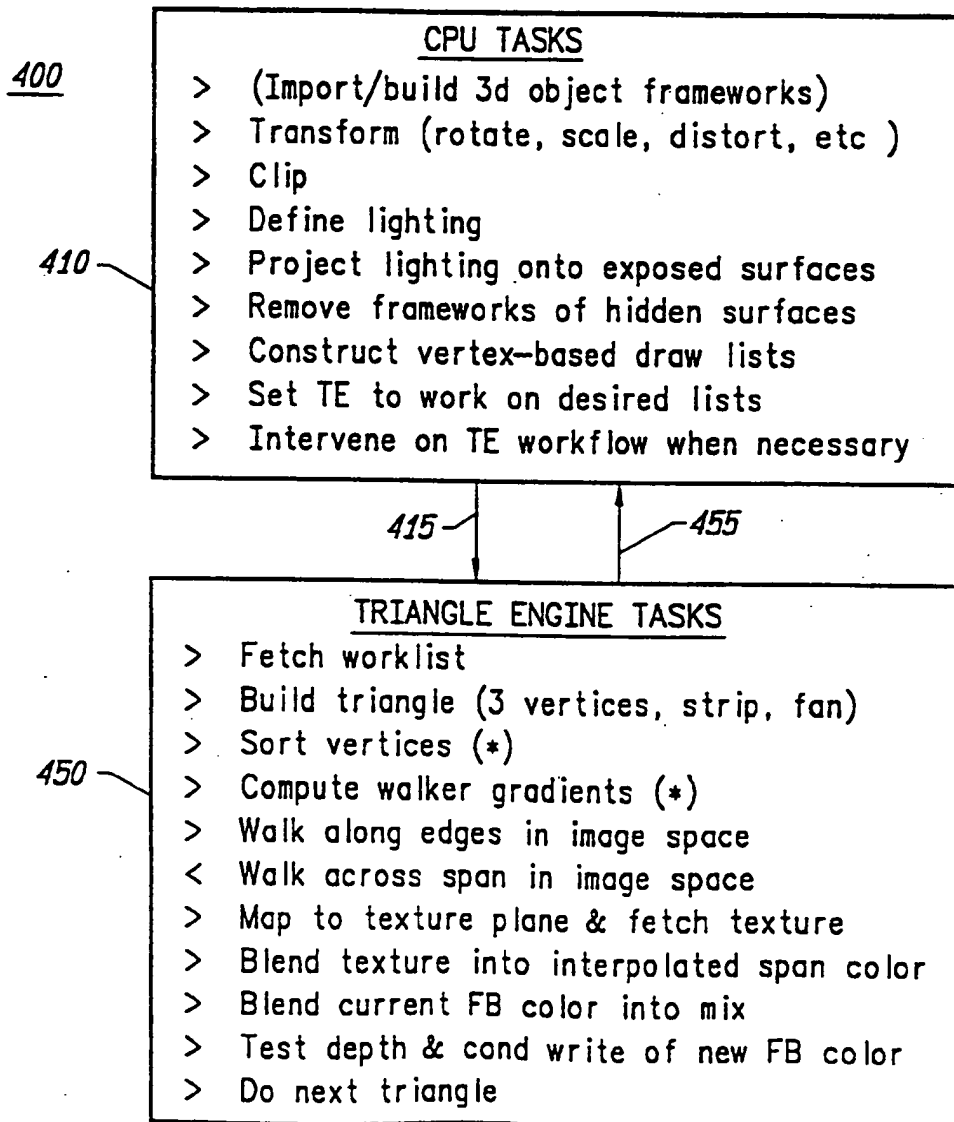 CPU TASKS
400
> (Import/build 3d object frameworks)
> Transform (rotate, scale, distort, etc )
> Clip
> Define lighting
410
> Project lighting onto exposed surfaces
> Remove frameworks of hidden surfaces
> Construct vertex-based draw lists
> Set TE to work on desired lists
> Intervene on TE workflow when necessary
415
455
TRIANGLE ENGINE TASKS
> Fetch worklist
> Build triangle (3 vertices, strip, fan)
> Sort vertices (*)
450
> Compute walker gradients (*)
> Walk along edges in image space
< Walk across span in image space
> Map to texture plane & fetch texture
> Blend texture into interpolated span color
> Blend current FB color into mix
> Test depth & cond write of new FB color
> Do next triangle